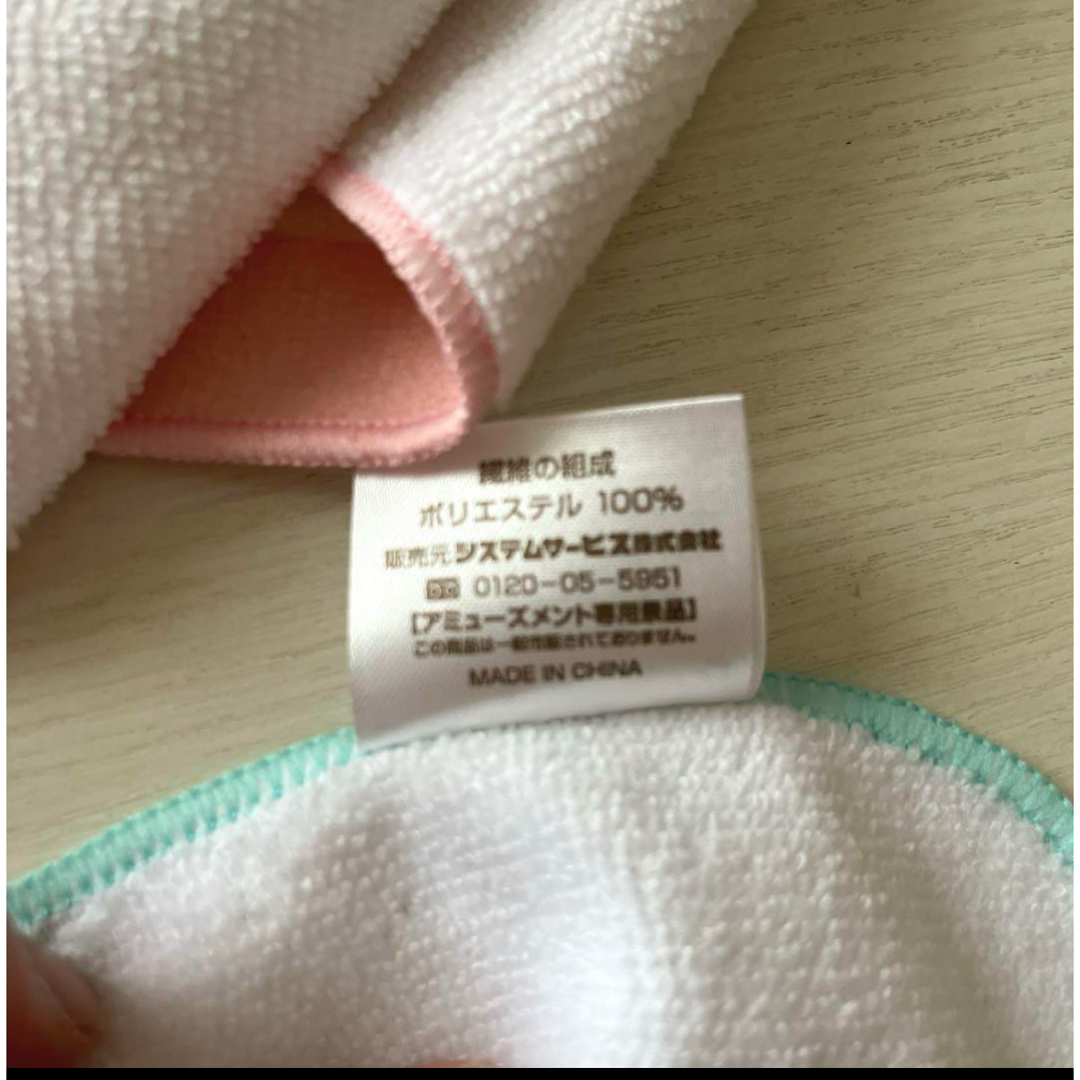 繊維の組成
ポリエステル 100%
販売元システムサービス株式会社
0120-05-5951
[アミューズメント専用景品]
この商品は一般市販されておりません。
MADE IN CHINA